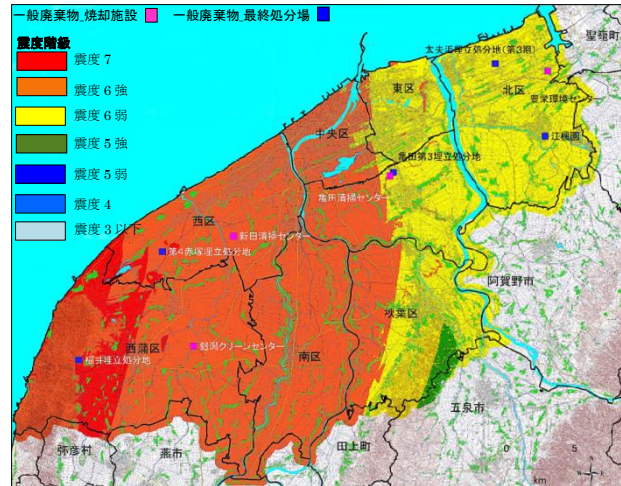 一般廃棄物_焼却施設
一般廃棄物_最終処分場
震度階級
震度 7
震度 6 強
震度 6 弱
震度 5 強
震度 5 弱
震度 4
震度 3 以下
聖籠町
太夫浜埋立処分地(第3期)
東区
北区
豊栄環境センター
中央区
江楓園
亀田第3埋立処分地
亀田清掃センター
西区
新田清掃センター
第4赤塚埋立処分地
阿賀野市
秋葉区
西蒲区
鎧潟クリーンセンター
南区
福井埋立処分地
五泉市
弥彦村
燕市
田上町
0 5
km
N